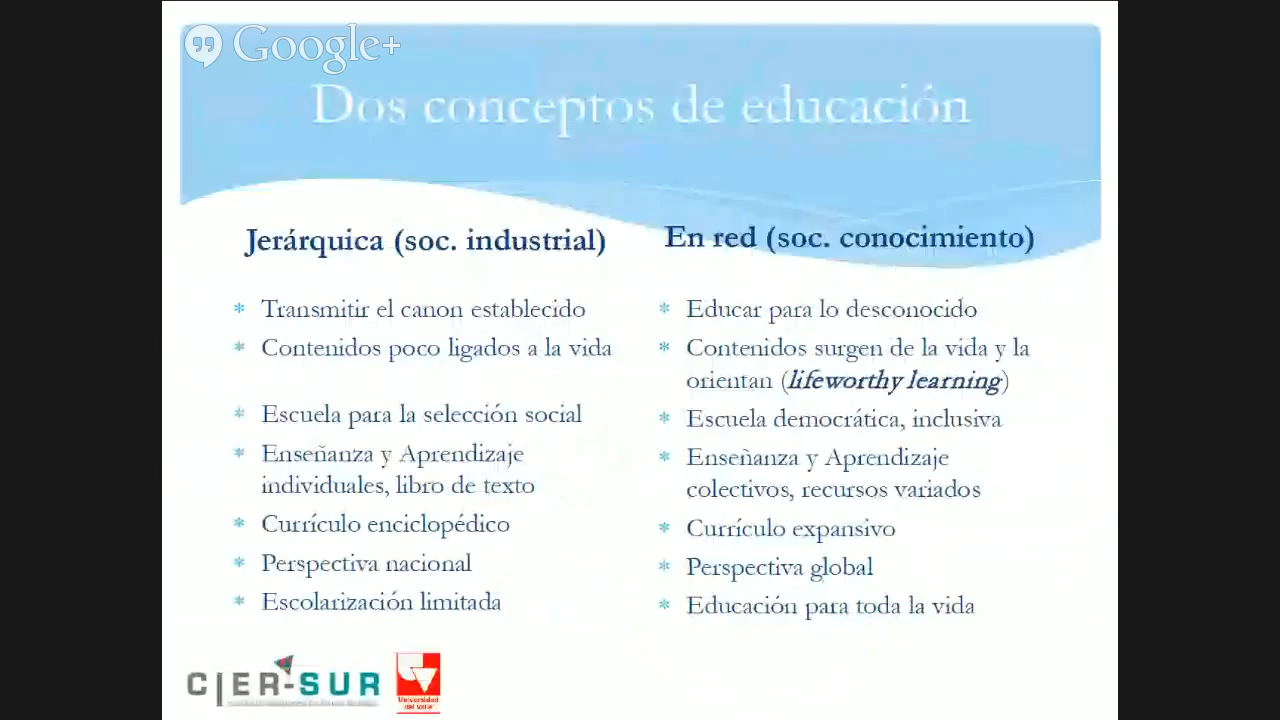 Google+
Dos conceptos de educación
Jerárquica (soc. industrial)
Transmitir el canon establecido
Contenidos poco ligados a la vida
Escuela para la selección social
Enseñanza y Aprendizaje
individuales, libro de texto
Currículo enciclopédico
Perspectiva nacional
Escolarización limitada
En red (soc. conocimiento)
Educar para lo desconocido
Contenidos surgen de la vida y la
orientan (lifeworthy learning)
Escuela democrática, inclusiva
Enseñanza y Aprendizaje
colectivos, recursos variados
Currículo expansivo
Perspectiva global
Educación para toda la vida
CIER-SUR
Universidad
del Valle